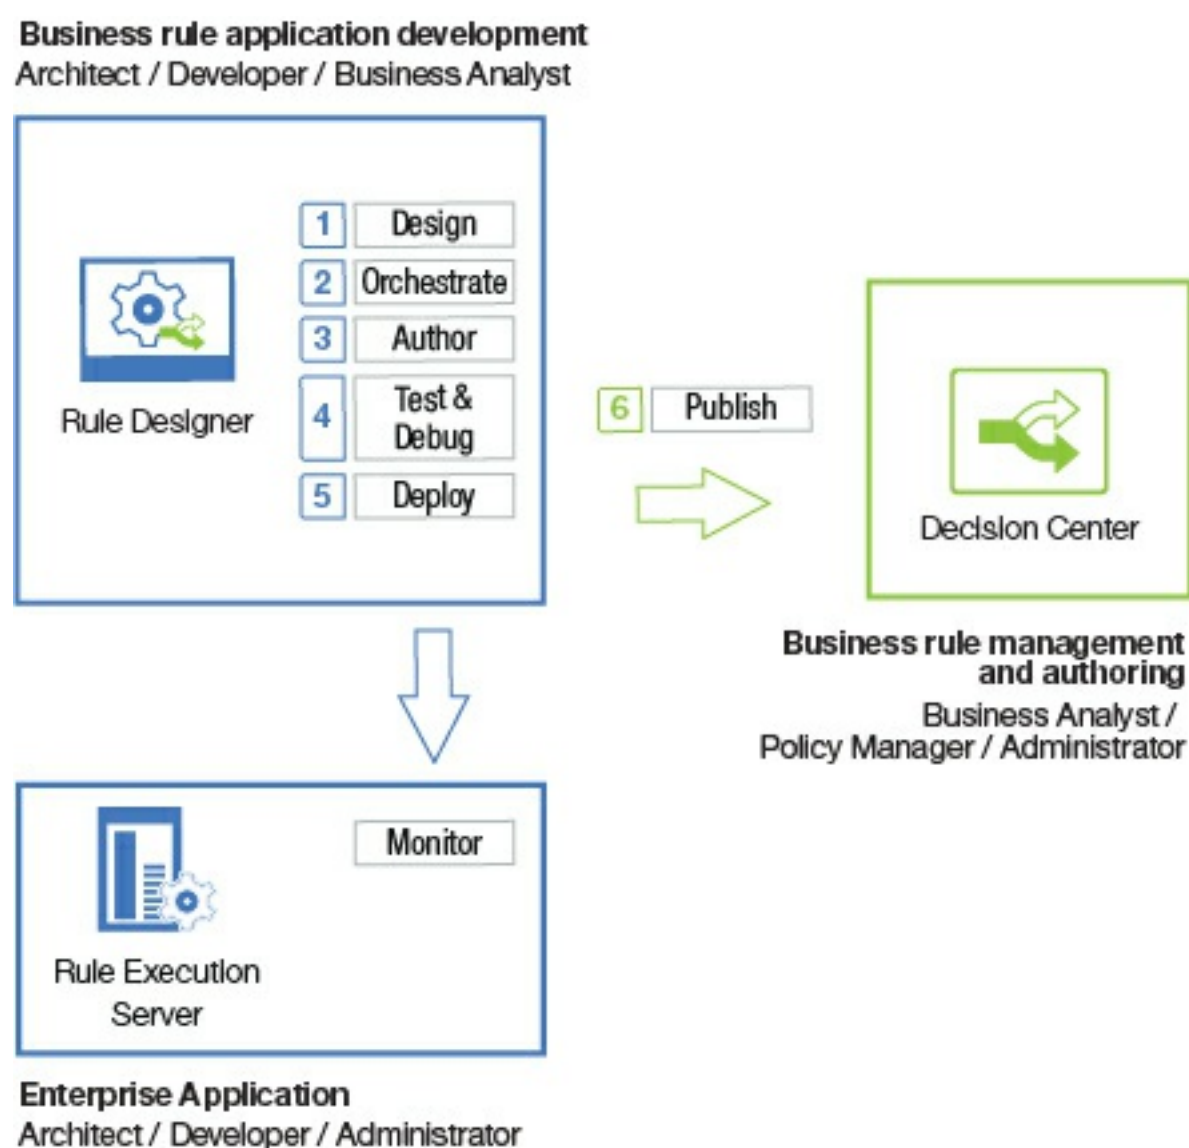 Business rule application development
Architect / Developer / Business Analyst
1 Design
2 Orchestrate
3 Author
4 Test &
Debug
5 Deploy
Rule Designer
6 Publish
Decision Center
Business rule management
and authoring
Business Analyst /
Policy Manager / Administrator
Monitor
Rule Execution
Server
Enterprise Application
Architect / Developer / Administrator